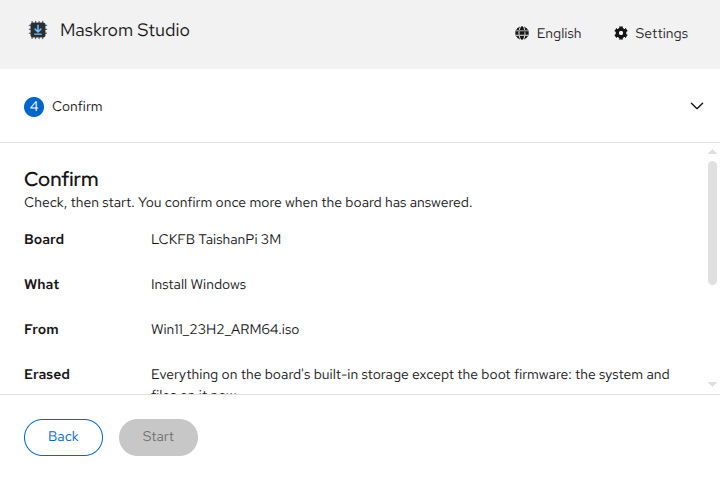 Maskrom Studio
English
Settings
4 Confirm
Confirm
Check, then start. You confirm once more when the board has answered.
Board LCKFB TaishanPi 3M
What Install Windows
From Win11_23H2_ARM64.iso
Erased Everything on the board's built-in storage except the boot firmware: the system and
Back
Start